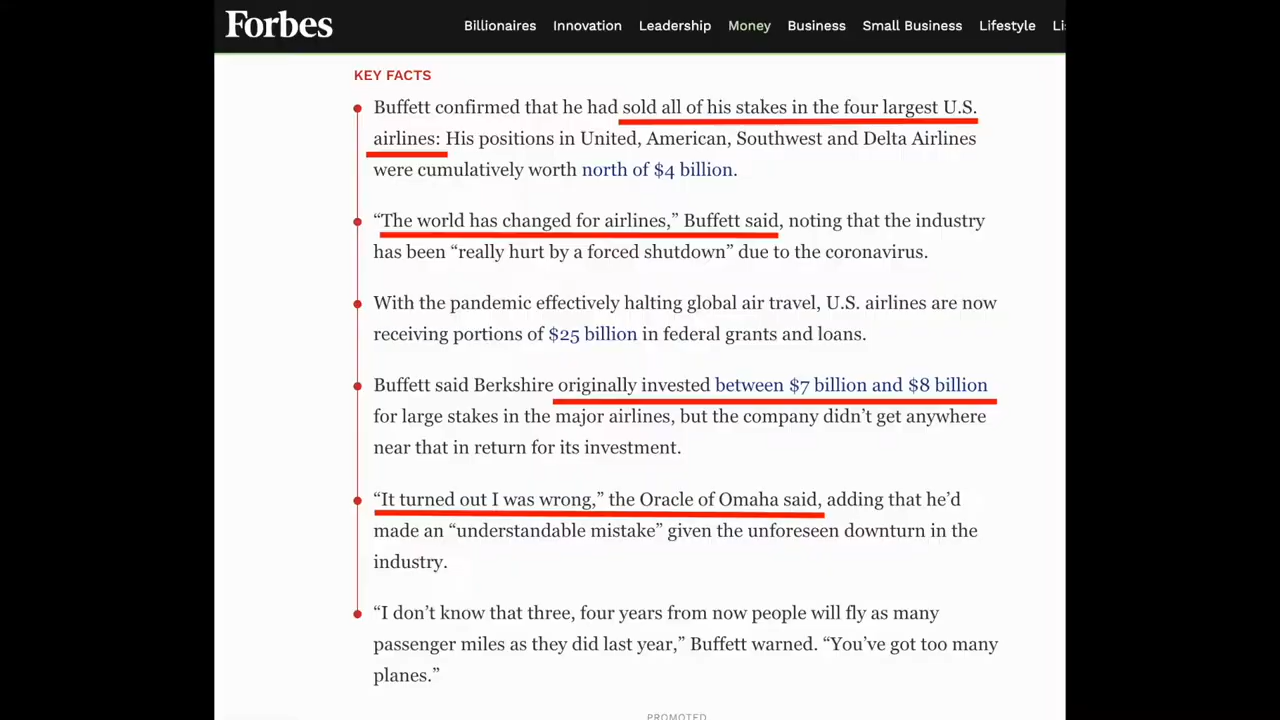 Forbes
Billionaires Innovation Leadership Money Business Small Business Lifestyle
KEY FACTS
Buffett confirmed that he had sold all of his stakes in the four largest U.S.
airlines: His positions in United, American, Southwest and Delta Airlines
were cumulatively worth north of $4 billion.
“The world has changed for airlines,” Buffett said, noting that the industry
has been “really hurt by a forced shutdown” due to the coronavirus.
With the pandemic effectively halting global air travel, U.S. airlines are now
receiving portions of $25 billion in federal grants and loans.
Buffett said Berkshire originally invested between $7 billion and $8 billion
for large stakes in the major airlines, but the company didn’t get anywhere
near that in return for its investment.
“It turned out I was wrong,” the Oracle of Omaha said, adding that he’d
made an “understandable mistake” given the unforeseen downturn in the
industry.
“I don’t know that three, four years from now people will fly as many
passenger miles as they did last year,” Buffett warned. “You’ve got too many
planes.”
PROMOTED